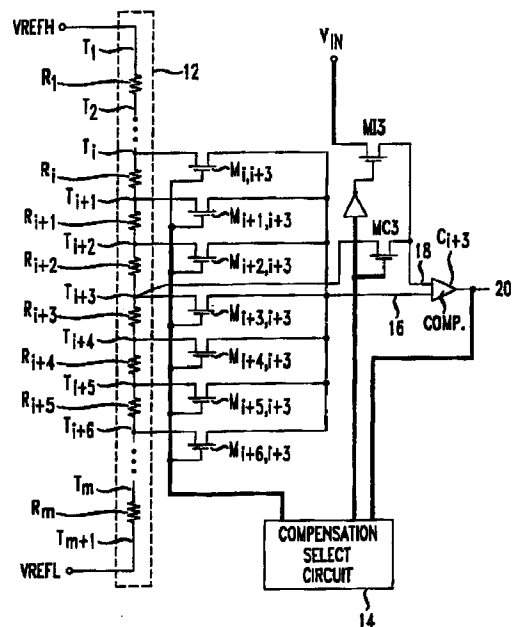 VREFH
T1
R1
12
T2
VIN
Ti
Ri
Mi,i+3
MI3
Ti+1
Ri+1
Mi+1,i+3
Ti+2
Ri+2
Mi+2,i+3
MC3
18
Ci+3
20
Ti+3
Ri+3
Mi+3,i+3
16
COMP.
Ti+4
Ri+4
Mi+4,i+3
Ti+5
Ri+5
Mi+5,i+3
Ti+6
Mi+6,i+3
Tm
Rm
Tm+1
VREFL
COMPENSATION
SELECT
CIRCUIT
14